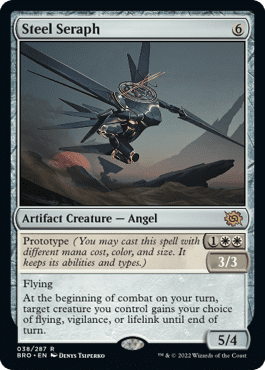 Steel Seraph 6
Artifact Creature — Angel
Prototype (You may cast this spell with 1
different mana cost, color, and size. It
keeps its abilities and types.) 3/3
Flying
At the beginning of combat on your turn,
target creature you control gains your choice
of flying, vigilance, or lifelink until end of
turn.
5/4
038/287 R
BRO • EN DENYS TSIPERKO ™ & © 2022 Wizards of the Coast